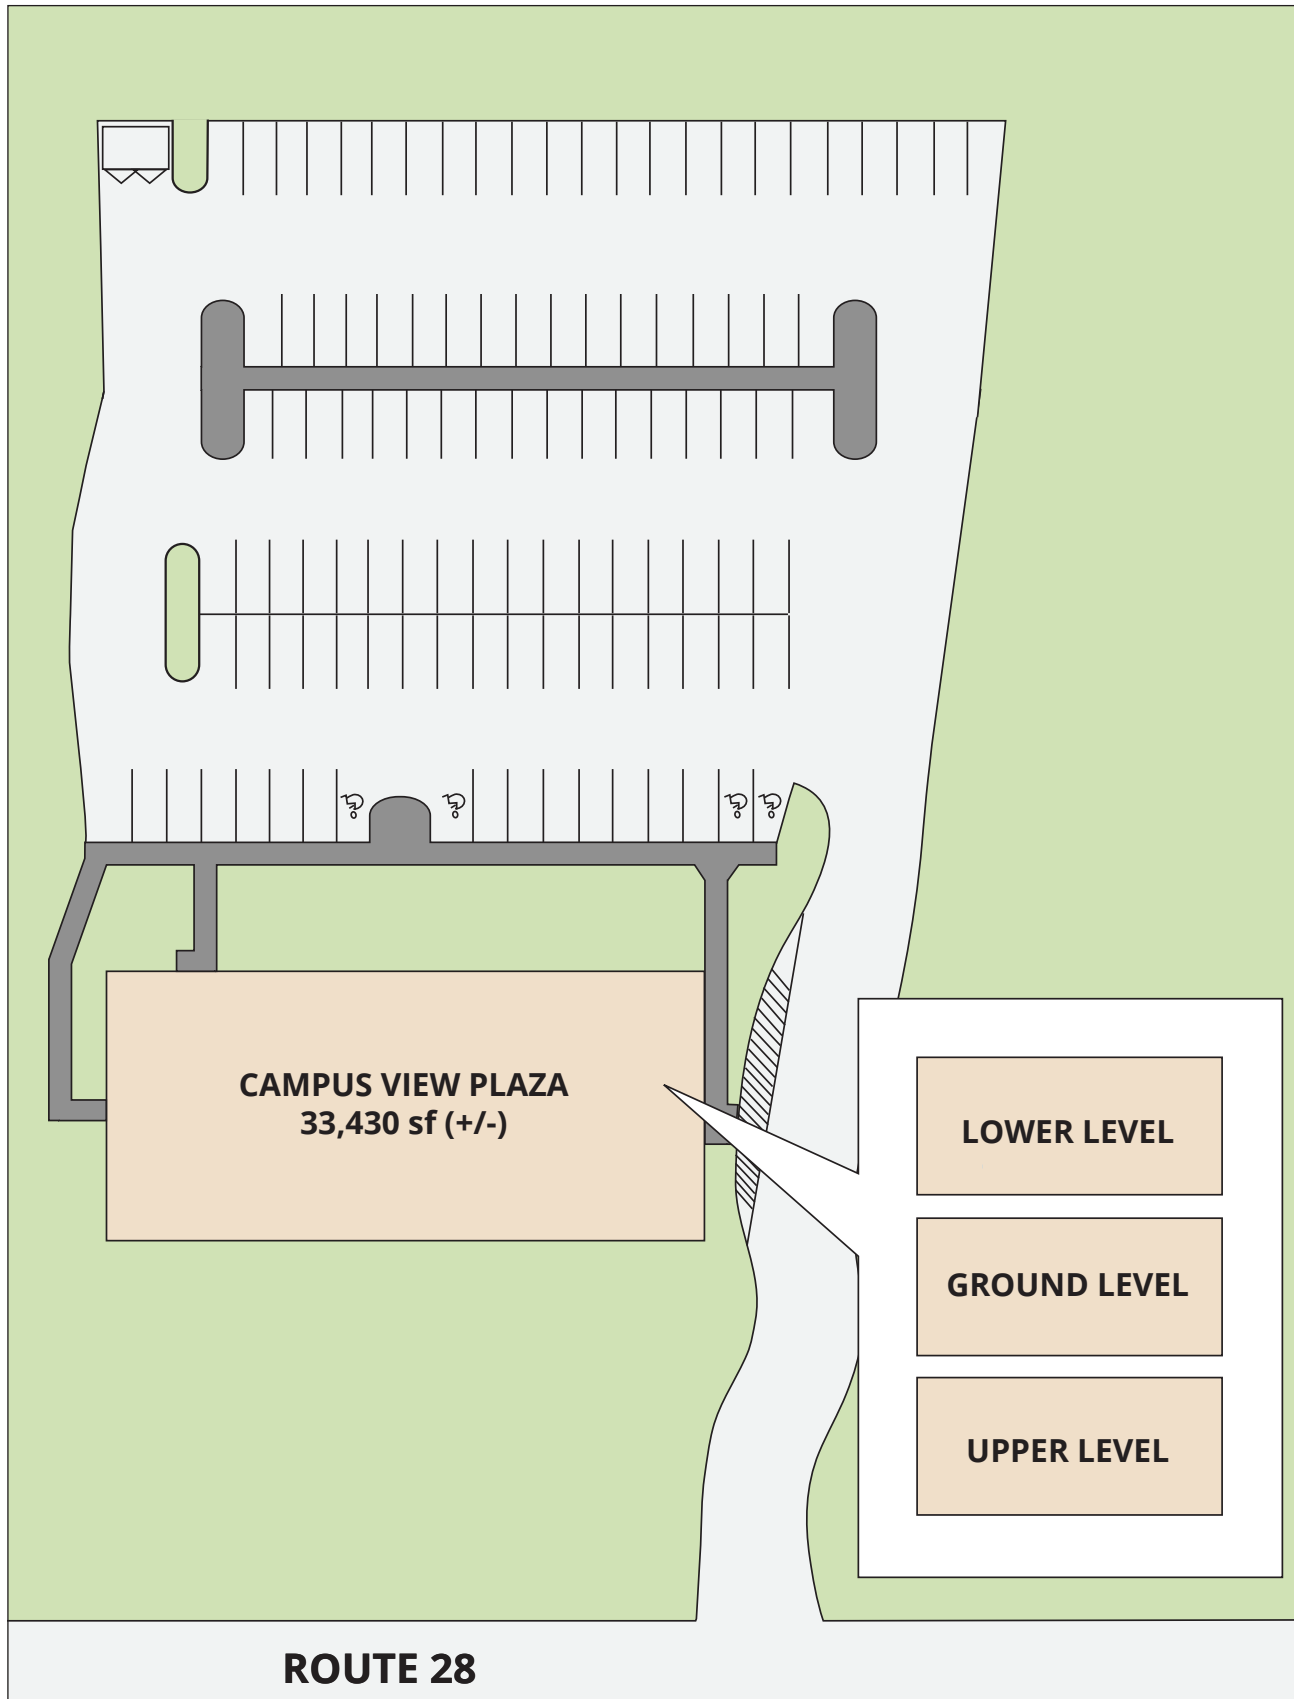 CAMPUS VIEW PLAZA
33,430 sf (+/-)
LOWER LEVEL
GROUND LEVEL
UPPER LEVEL
ROUTE 28